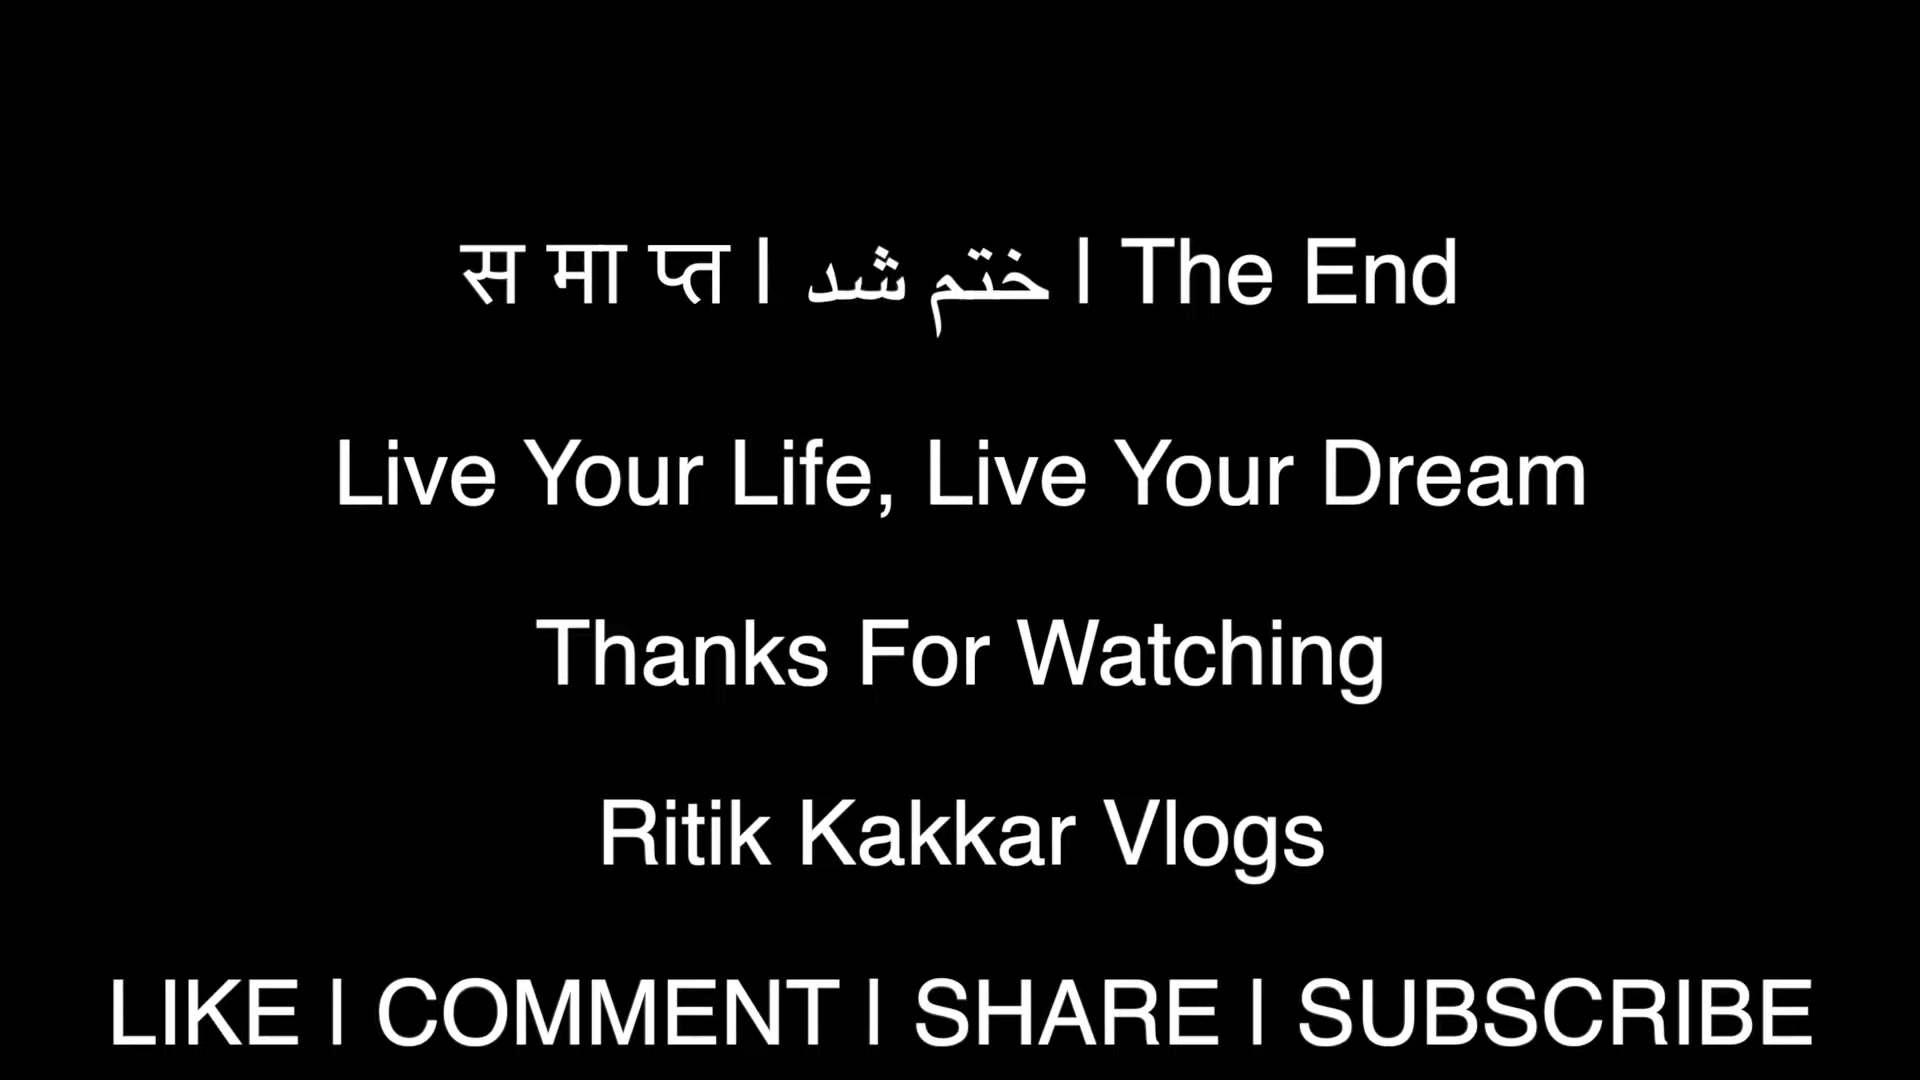 स मा प्त | ختم شد | The End
Live Your Life, Live Your Dream
Thanks For Watching
Ritik Kakkar Vlogs
LIKE | COMMENT | SHARE | SUBSCRIBE